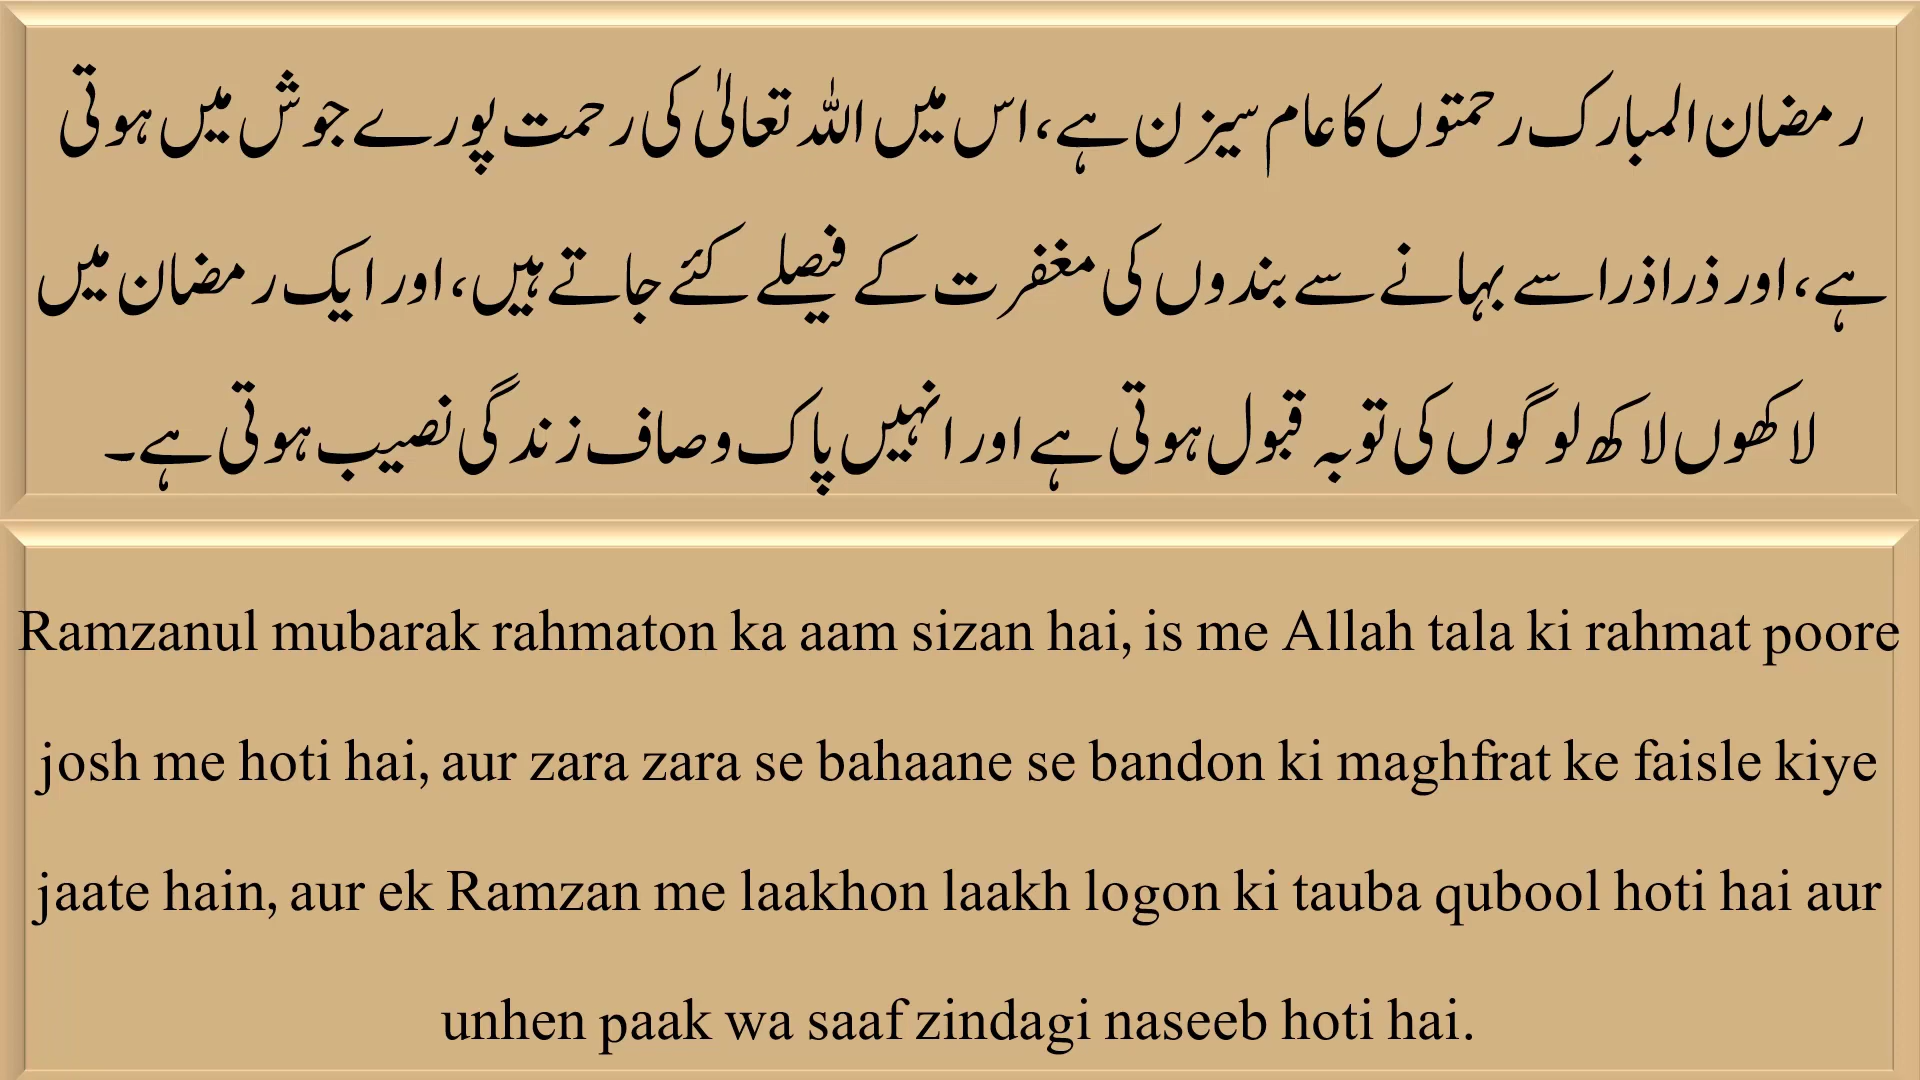 رمضان المبارک رحمتوں کا عام سیزن ہے، اس میں اللہ تعالیٰ کی رحمت پورے جوش میں ہوتی
ہے، اور ذرا ذرا سے بہانے سے بندوں کی مغفرت کے فیصلے کئے جاتے ہیں، اور ایک رمضان میں
لاکھوں لاکھ لوگوں کی توبہ قبول ہوتی ہے اور انہیں پاک و صاف زندگی نصیب ہوتی ہے۔
Ramzanul mubarak rahmaton ka aam sizan hai, is me Allah tala ki rahmat poore
josh me hoti hai, aur zara zara se bahaane se bandon ki maghfrat ke faisle kiye
jaate hain, aur ek Ramzan me laakhon laakh logon ki tauba qubool hoti hai aur
unhen paak wa saaf zindagi naseeb hoti hai.